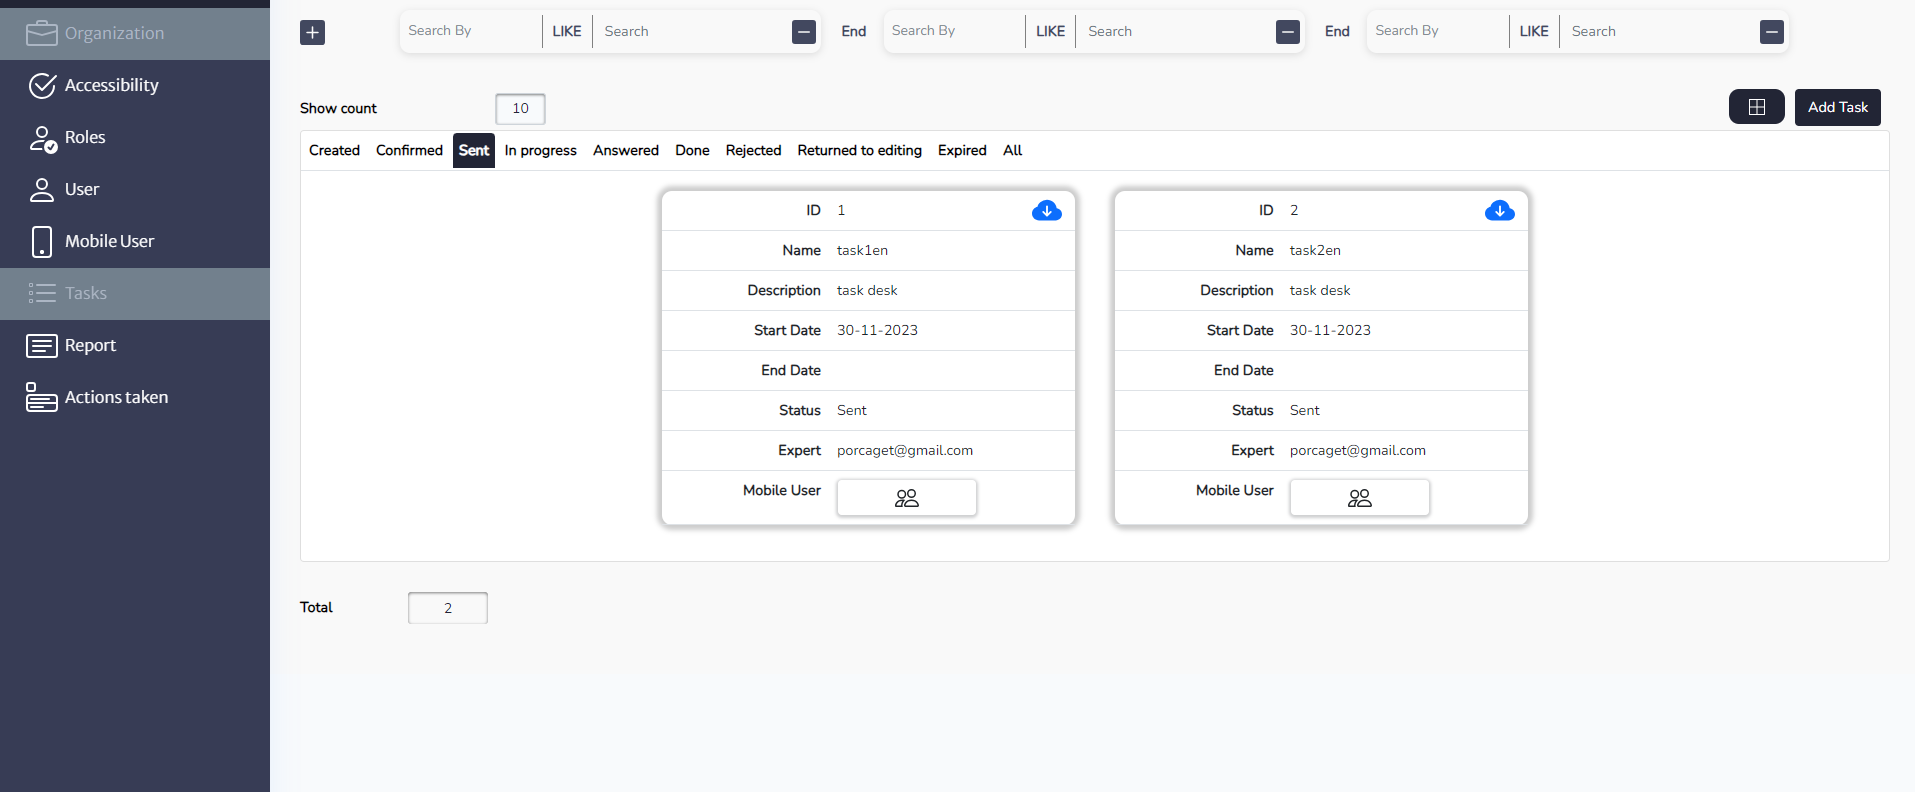 Organization
Accessibility
Roles
User
Mobile User
Tasks
Report
Actions taken
Search By LIKE Search End Search By LIKE Search End Search By LIKE Search
Show count 10 Add Task
Created Confirmed Sent In progress Answered Done Rejected Returned to editing Expired All
ID 1
Name task1en
Description task desk
Start Date 30-11-2023
End Date
Status Sent
Expert porcaget@gmail.com
Mobile User
ID 2
Name task2en
Description task desk
Start Date 30-11-2023
End Date
Status Sent
Expert porcaget@gmail.com
Mobile User
Total 2